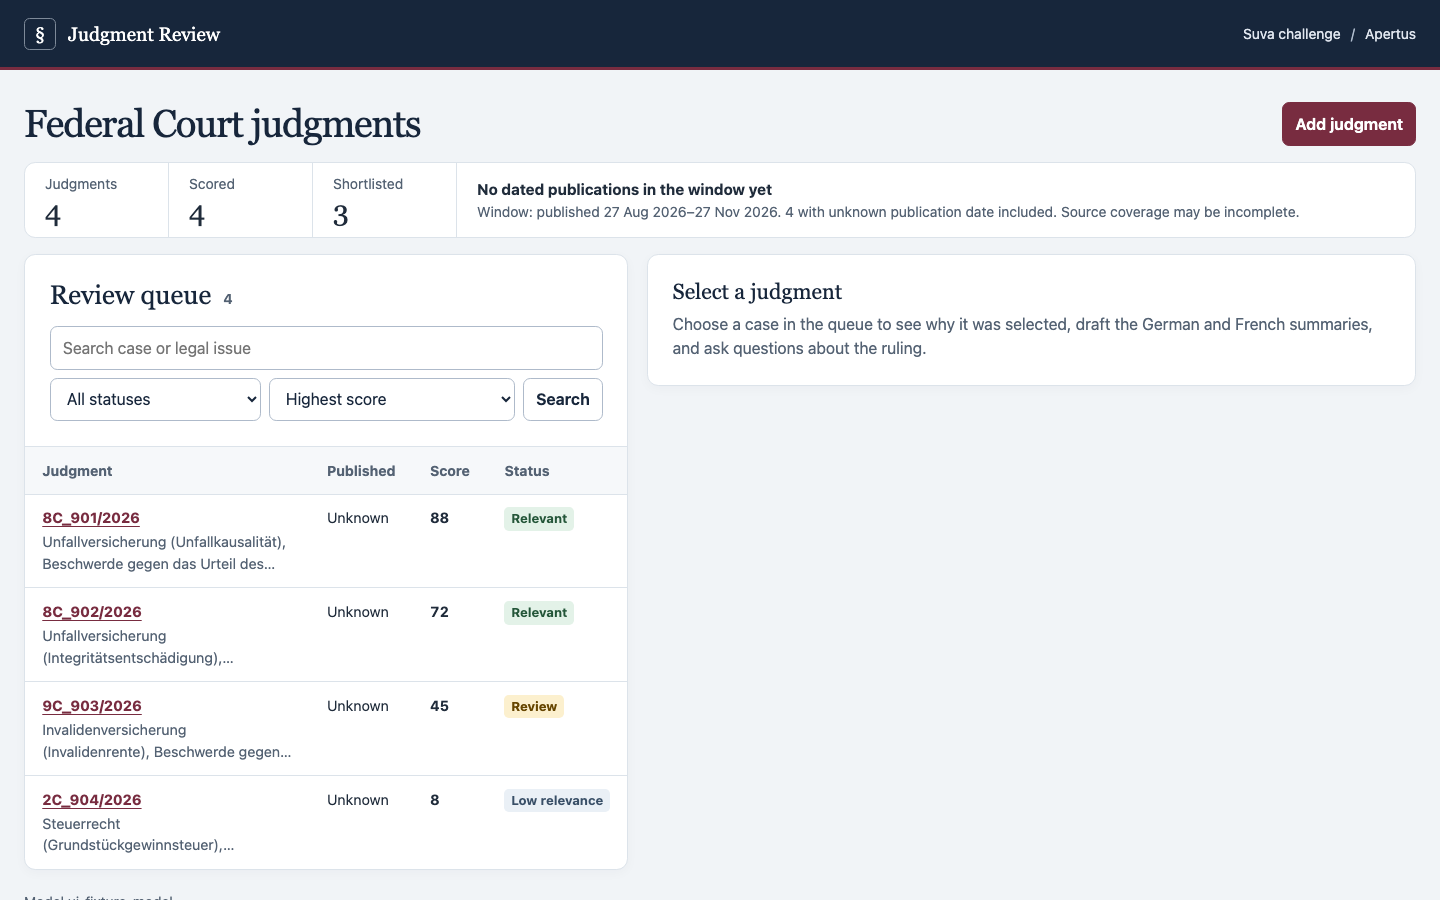 § Judgment Review
Suva challenge / Apertus
Federal Court judgments
Add judgment
Judgments
4
Scored
4
Shortlisted
3
No dated publications in the window yet
Window: published 27 Aug 2026–27 Nov 2026. 4 with unknown publication date included. Source coverage may be incomplete.
Review queue 4
Search case or legal issue
All statuses
Highest score
Search
Judgment Published Score Status
8C_901/2026 Unknown 88 Relevant
Unfallversicherung (Unfallkausalität),
Beschwerde gegen das Urteil des…
8C_902/2026 Unknown 72 Relevant
Unfallversicherung
(Integritätsentschädigung),…
9C_903/2026 Unknown 45 Review
Invalidenversicherung
(Invalidenrente), Beschwerde gegen…
2C_904/2026 Unknown 8 Low relevance
Steuerrecht
(Grundstückgewinnsteuer),…
Select a judgment
Choose a case in the queue to see why it was selected, draft the German and French summaries,
and ask questions about the ruling.